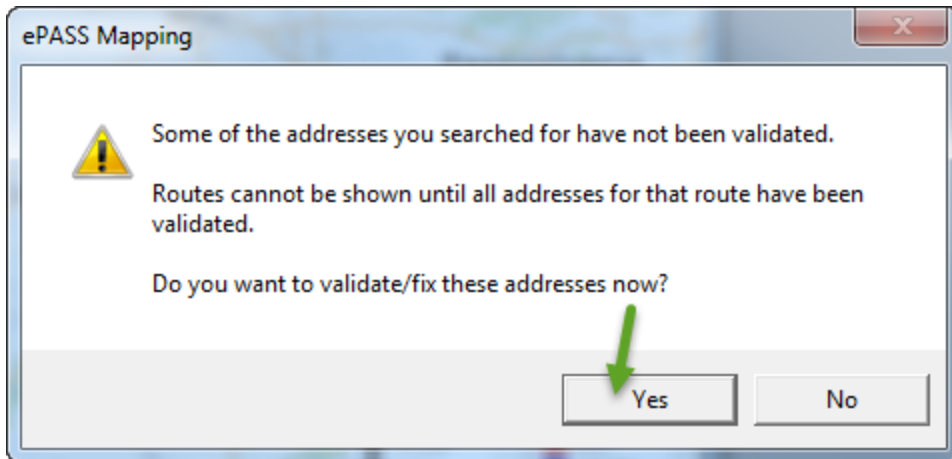 ePASS Mapping
Some of the addresses you searched for have not been validated.
Routes cannot be shown until all addresses for that route have been
validated.
Do you want to validate/fix these addresses now?
Yes
No